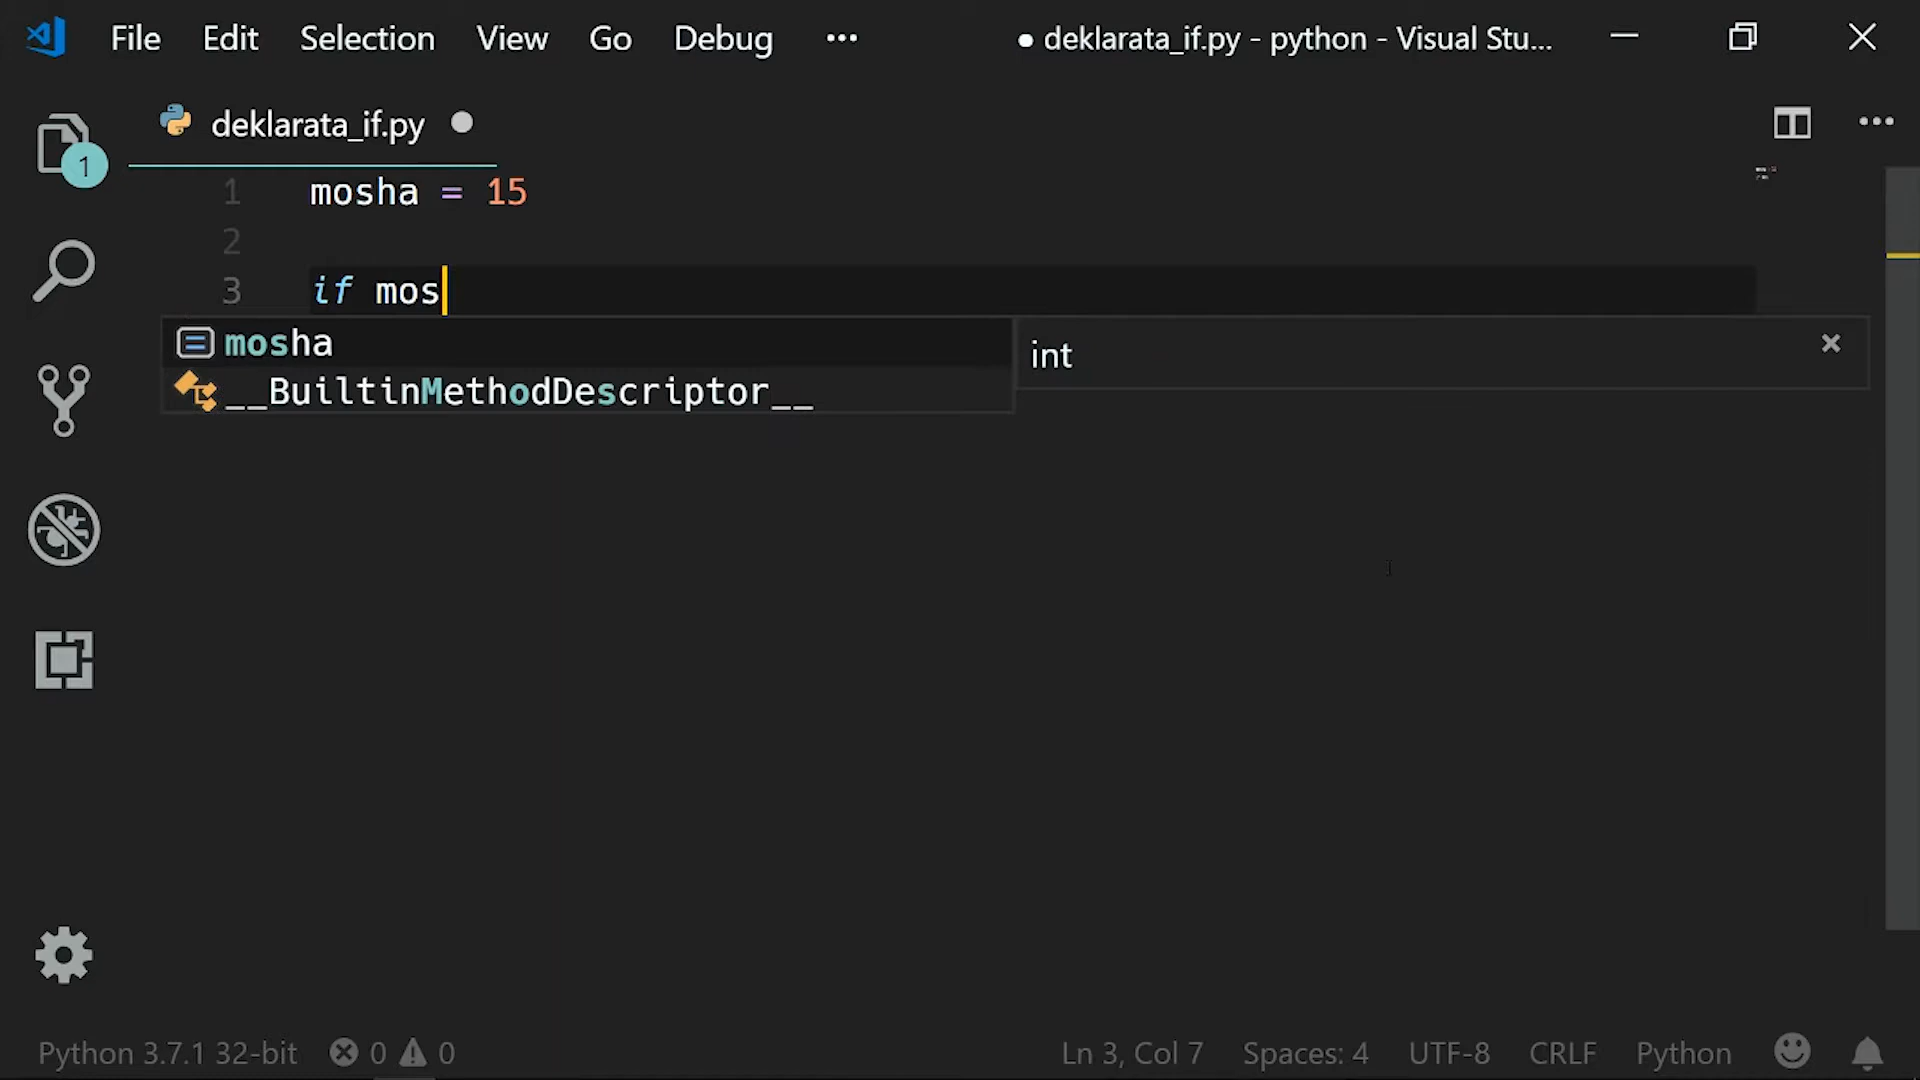 File Edit Selection View Go Debug ··· ● deklarata_if.py - python - Visual Stu...
1 deklarata_if.py
1 mosha = 15
2
3 if mos
mosha int
__BuiltinMethodDescriptor__
Python 3.7.1 32-bit 0 0 Ln 3, Col 7 Spaces: 4 UTF-8 CRLF Python